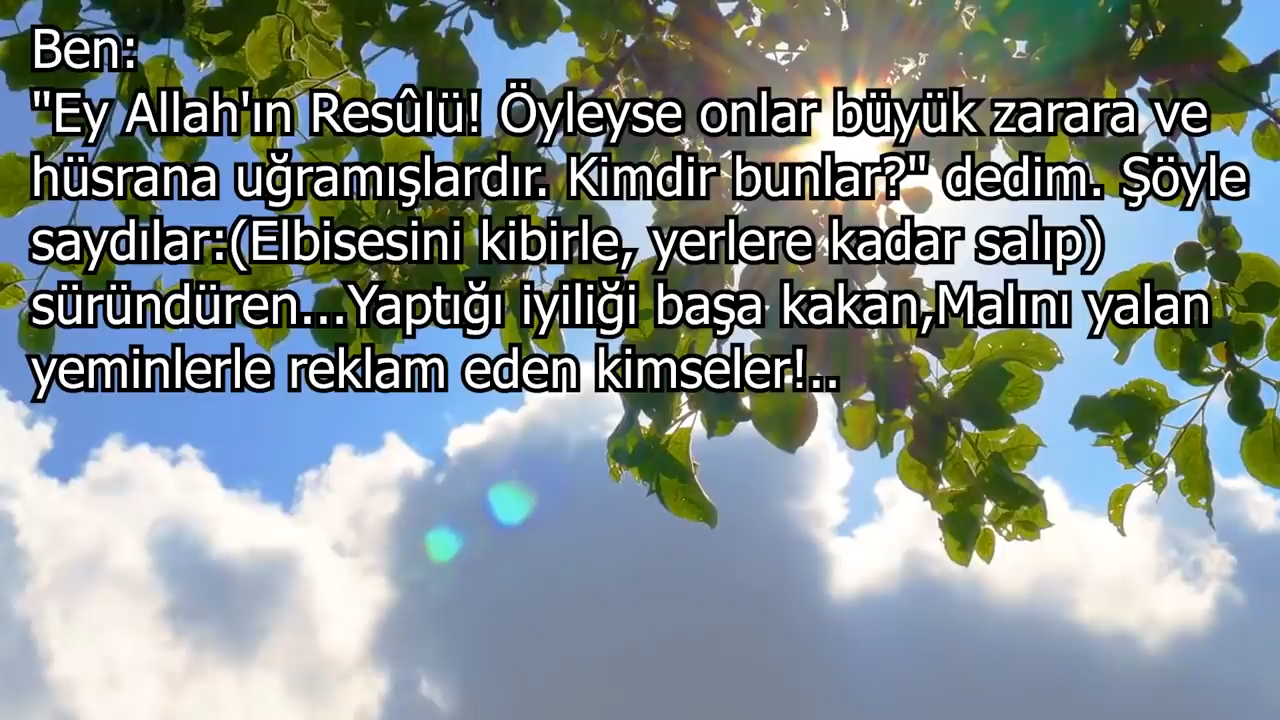 Ben:
"Ey Allah'ın Resûlü! Öyleyse onlar büyük zarara ve
hüsrana uğramışlardır. Kimdir bunlar?" dedim. Şöyle
saydılar:(Elbisesini kibirle, yerlere kadar salıp)
süründüren...Yaptığı iyiliği başa kakan,Malını yalan
yeminlerle reklam eden kimseler!..